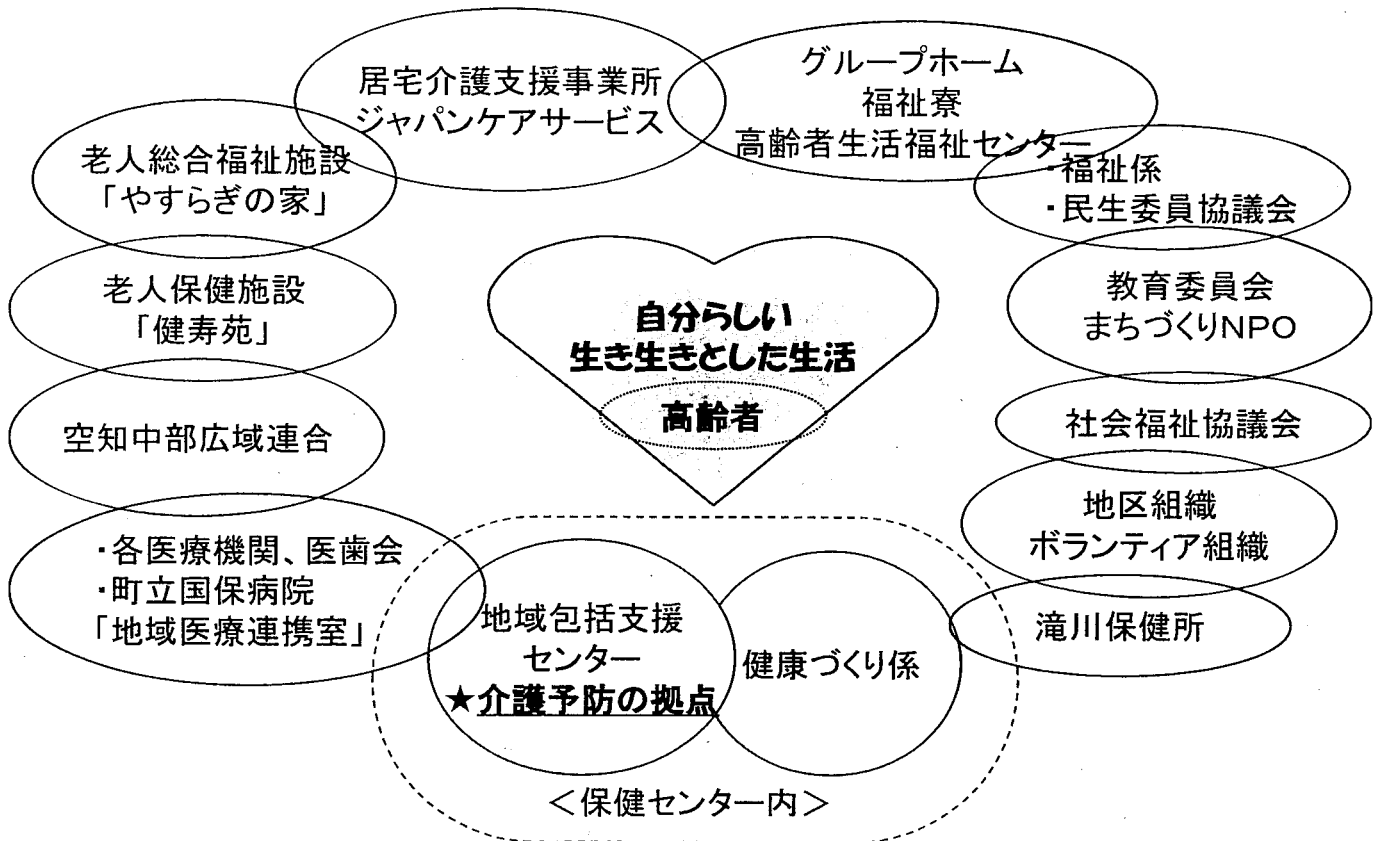 居宅介護支援事業所
ジャパンケアサービス
グループホーム
福祉寮
高齢者生活福祉センター
老人総合福祉施設
「やすらぎの家」
・福祉係
・民生委員協議会
老人保健施設
「健寿苑」
教育委員会
まちづくりNPO
自分らしい
生き生きとした生活
高齢者
空知中部広域連合
社会福祉協議会
・各医療機関、医歯会
・町立国保病院
「地域医療連携室」
地区組織
ボランティア組織
滝川保健所
地域包括支援
センター
★介護予防の拠点
健康づくり係
＜保健センター内＞